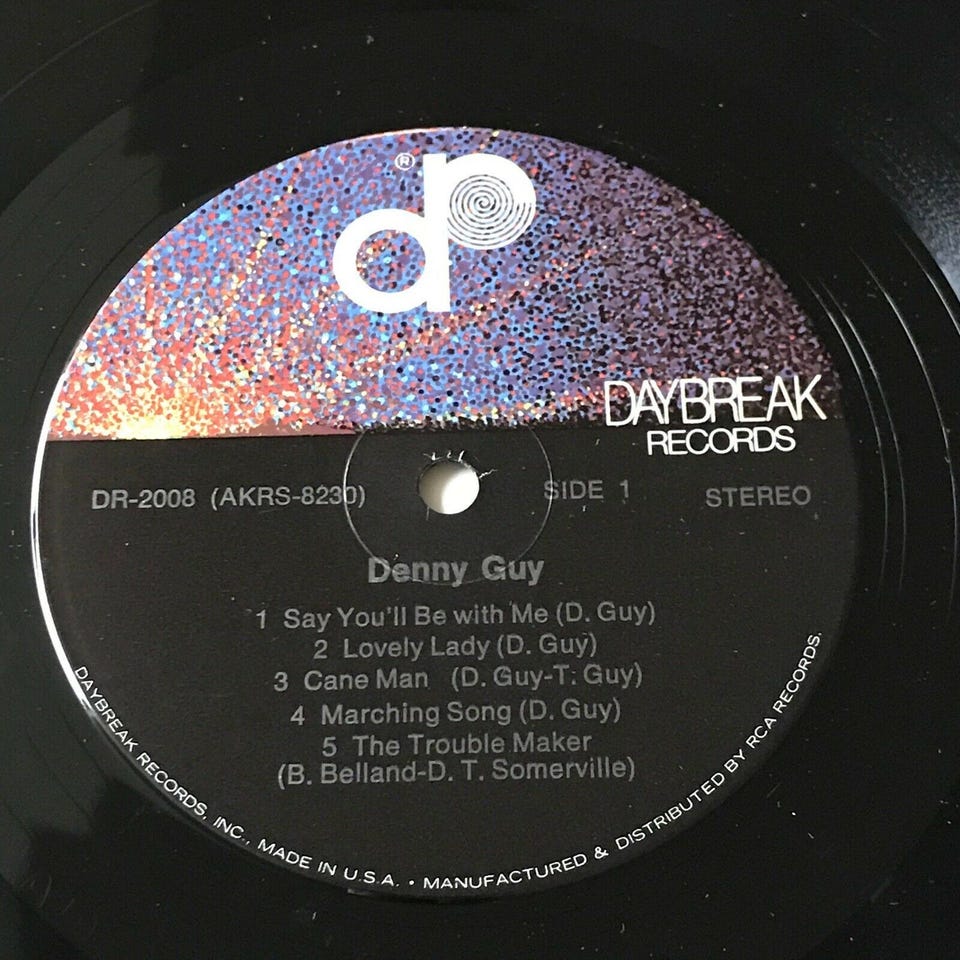 ®
dp
DAYBREAK
RECORDS
DR-2008 (AKRS-8230)
SIDE 1
STEREO
Denny Guy
1 Say You'll Be with Me (D. Guy)
2 Lovely Lady (D. Guy)
3 Cane Man (D. Guy-T. Guy)
4 Marching Song (D. Guy)
5 The Trouble Maker
(B. Belland-D. T. Somerville)
DAYBREAK RECORDS, INC., MADE IN U.S.A. • MANUFACTURED & DISTRIBUTED BY RCA RECORDS.